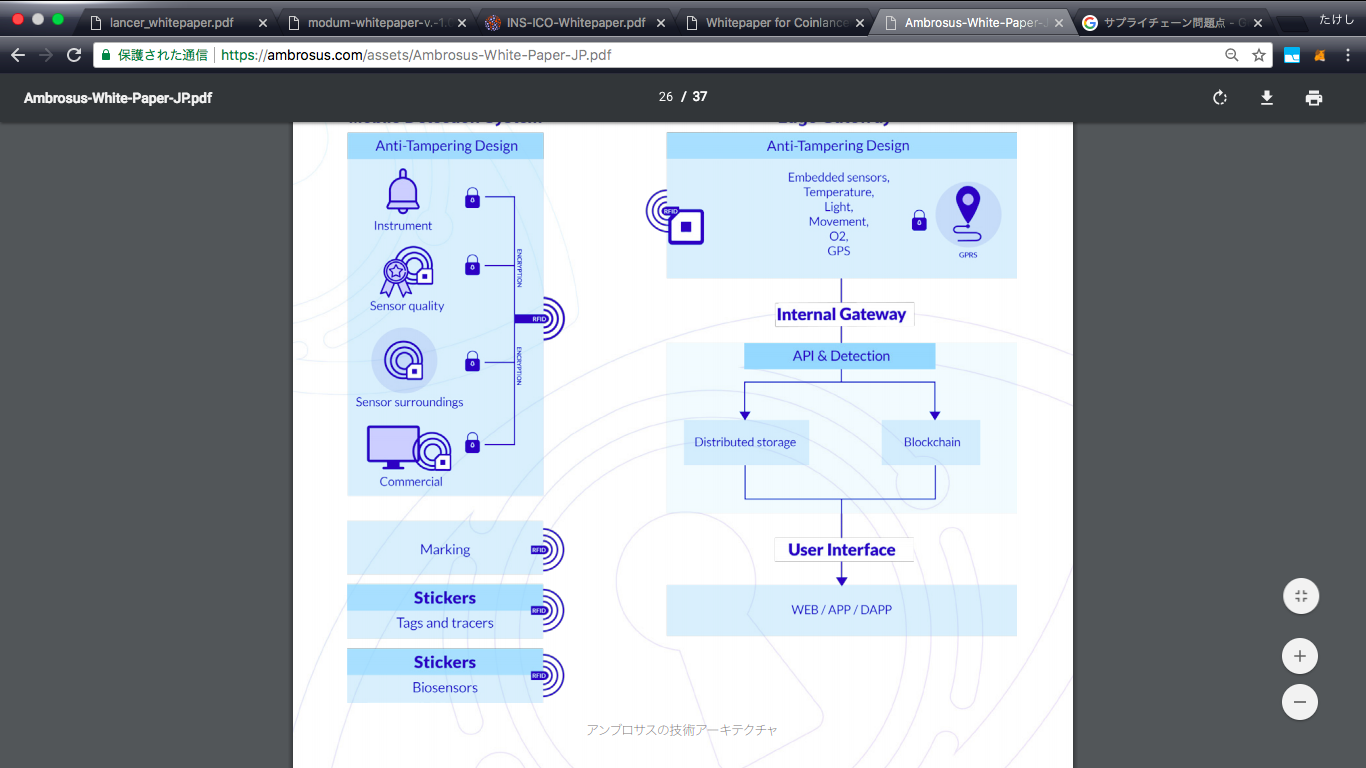 lancer_whitepaper.pdf
modum-whitepaper-v.-1.
INS-ICO-Whitepaper.pdf
Whitepaper for Coinlance
Ambrosus-White-Paper-J
サプライチェーン問題点 - G
たけし
保護された通信
https://ambrosus.com/assets/Ambrosus-White-Paper-JP.pdf
Ambrosus-White-Paper-JP.pdf
26 / 37
Anti-Tampering Design
Instrument
Sensor quality
Sensor surroundings
Commercial
ENCRYPTION
ENCRYPTION
RFID
Marking
RFID
Stickers
Tags and tracers
RFID
Stickers
Biosensors
RFID
Anti-Tampering Design
RFID
Embedded sensors,
Temperature,
Light,
Movement,
O2,
GPS
GPRS
Internal Gateway
API & Detection
Distributed storage
Blockchain
User Interface
WEB / APP / DAPP
アンブロサスの技術アーキテクチャ